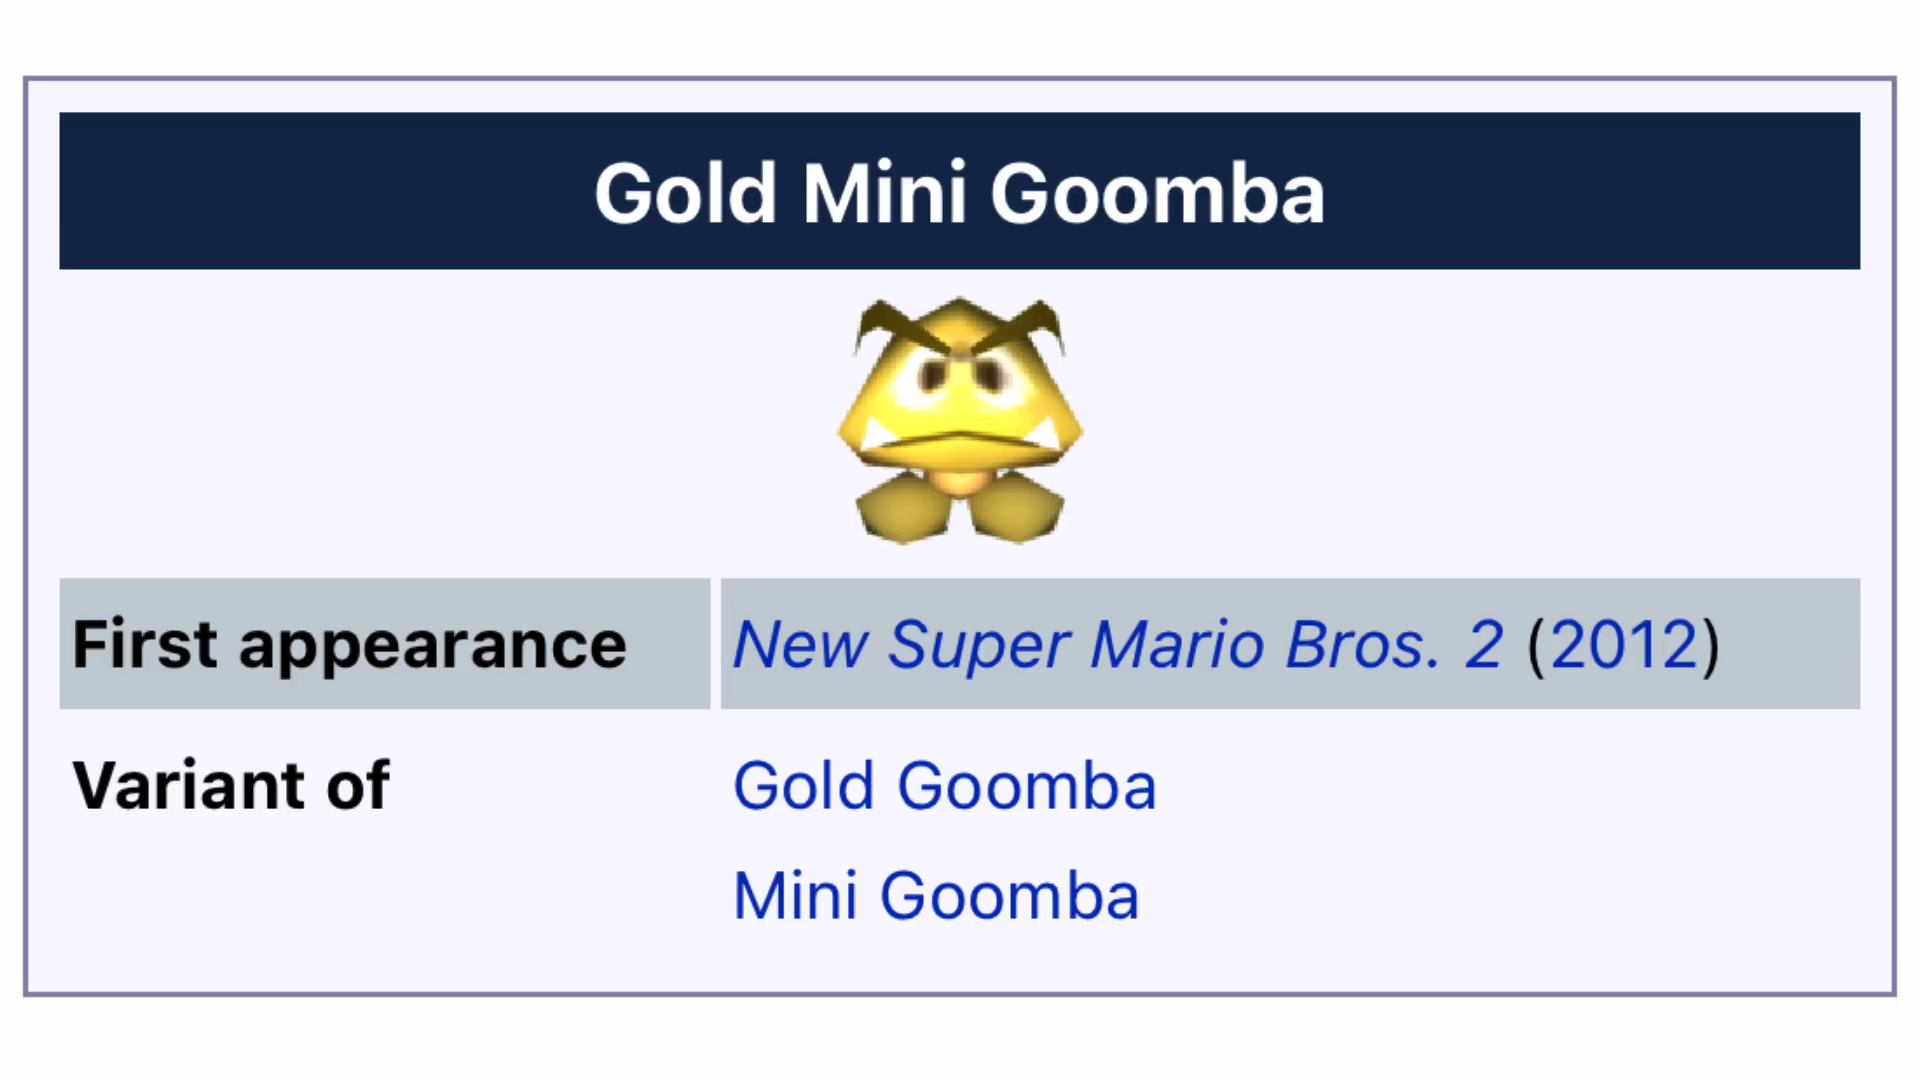 Gold Mini Goomba
First appearance New Super Mario Bros. 2 (2012)
Variant of Gold Goomba
Mini Goomba